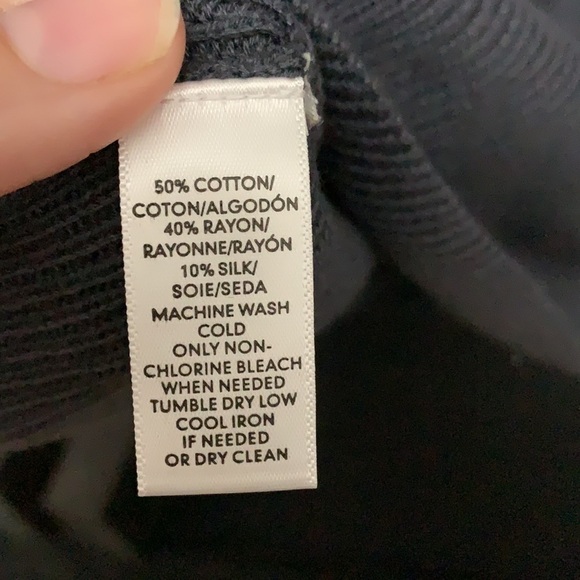 50% COTTON/
COTON/ALGODÓN
40% RAYON/
RAYONNE/RAYÓN
10% SILK/
SOIE/SEDA
MACHINE WASH
COLD
ONLY NON-
CHLORINE BLEACH
WHEN NEEDED
TUMBLE DRY LOW
COOL IRON
IF NEEDED
OR DRY CLEAN